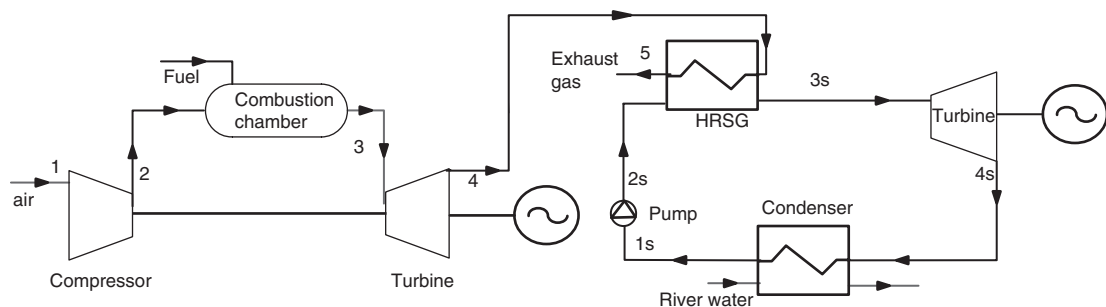 Fuel
Combustion
chamber
1
air
2
3
4
Compressor
Turbine
Exhaust
gas
5
HRSG
3s
Turbine
4s
2s
Pump
1s
Condenser
River water